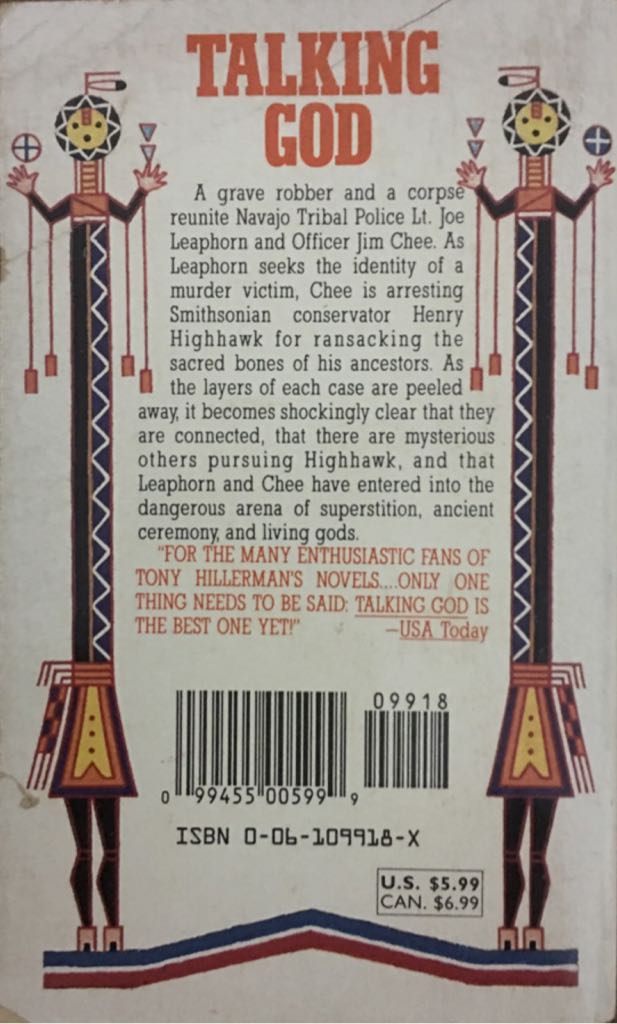 TALKING
GOD
A grave robber and a corpse
reunite Navajo Tribal Police Lt. Joe
Leaphorn and Officer Jim Chee. As
Leaphorn seeks the identity of a
murder victim, Chee is arresting
Smithsonian conservator Henry
Highhawk for ransacking the
sacred bones of his ancestors. As
the layers of each case are peeled
away, it becomes shockingly clear that they
are connected, that there are mysterious
others pursuing Highhawk, and that
Leaphorn and Chee have entered into the
dangerous arena of superstition, ancient
ceremony, and living gods.
"FOR THE MANY ENTHUSIASTIC FANS OF
TONY HILLERMAN'S NOVELS....ONLY ONE
THING NEEDS TO BE SAID: TALKING GOD IS
THE BEST ONE YET!" —USA Today
09918
0 99455 00599 9
ISBN 0-06-109918-X
U.S. $5.99
CAN. $6.99